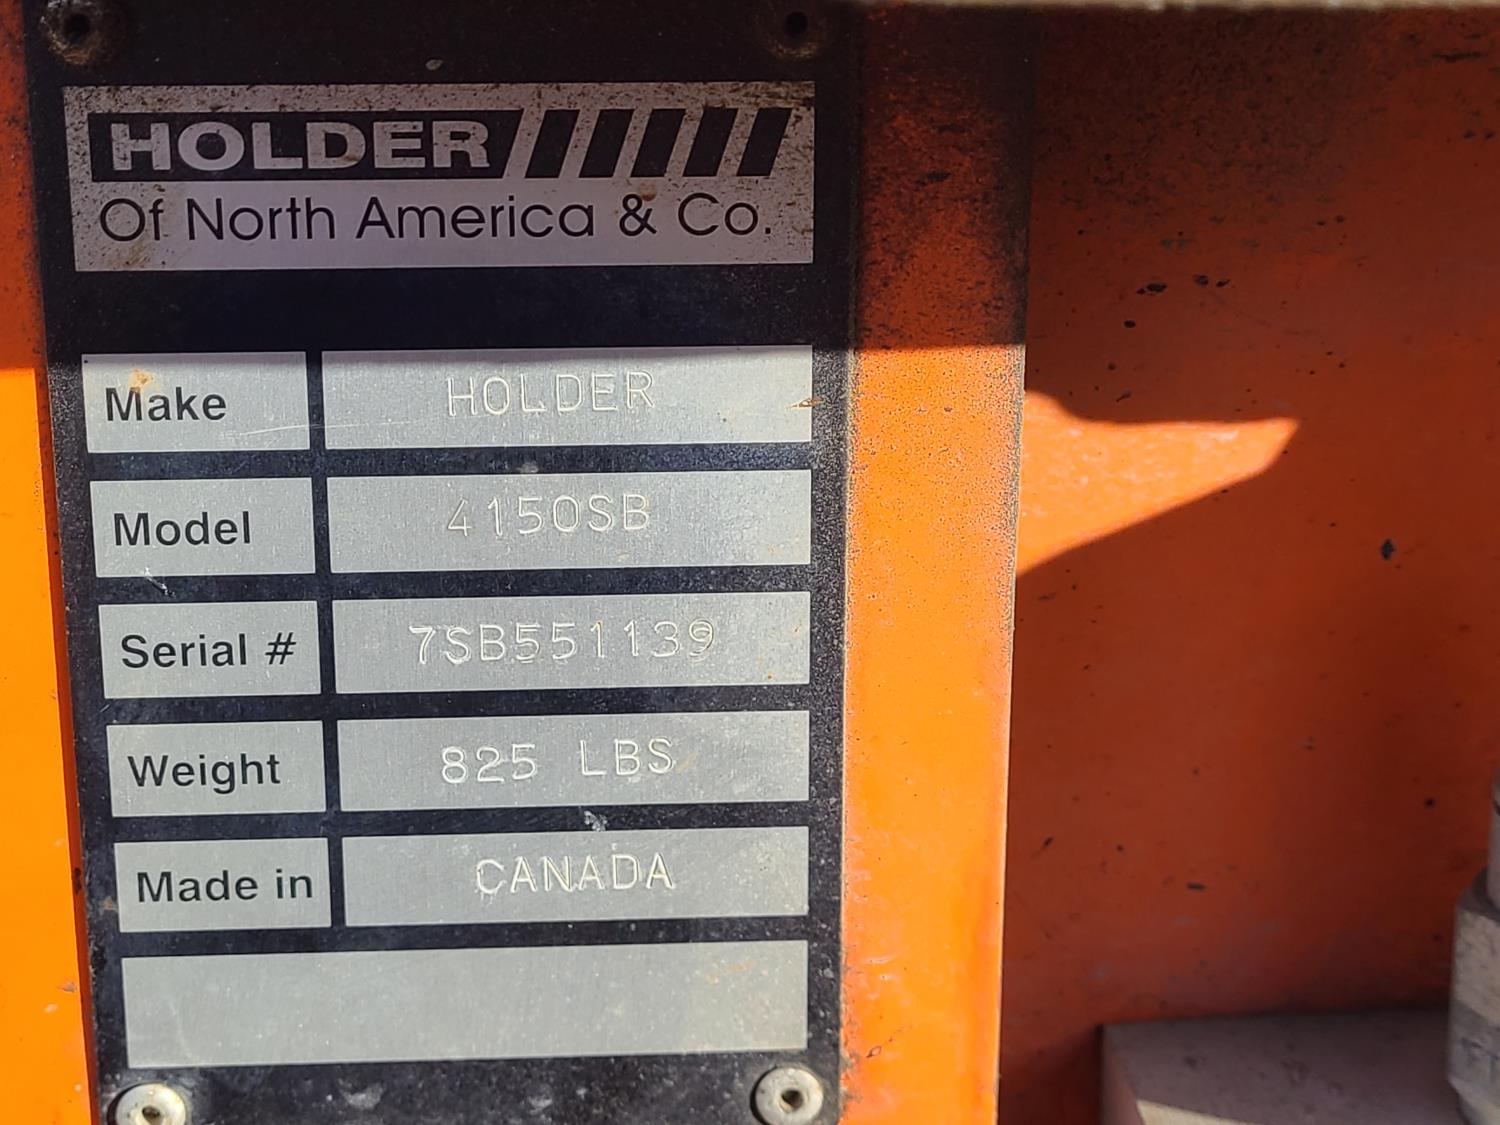 HOLDER
Of North America & Co.
Make HOLDER
Model 4150SB
Serial # 7SB551139
Weight 825 LBS
Made in CANADA